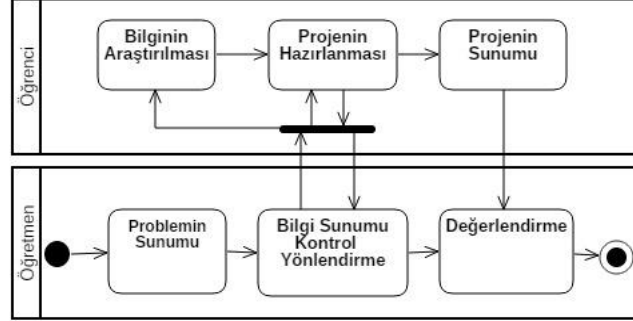 Öğrenci
Bilginin
Araştırılması
Projenin
Hazırlanması
Projenin
Sunumu
Öğretmen
Problemin
Sunumu
Bilgi Sunumu
Kontrol
Yönlendirme
Değerlendirme